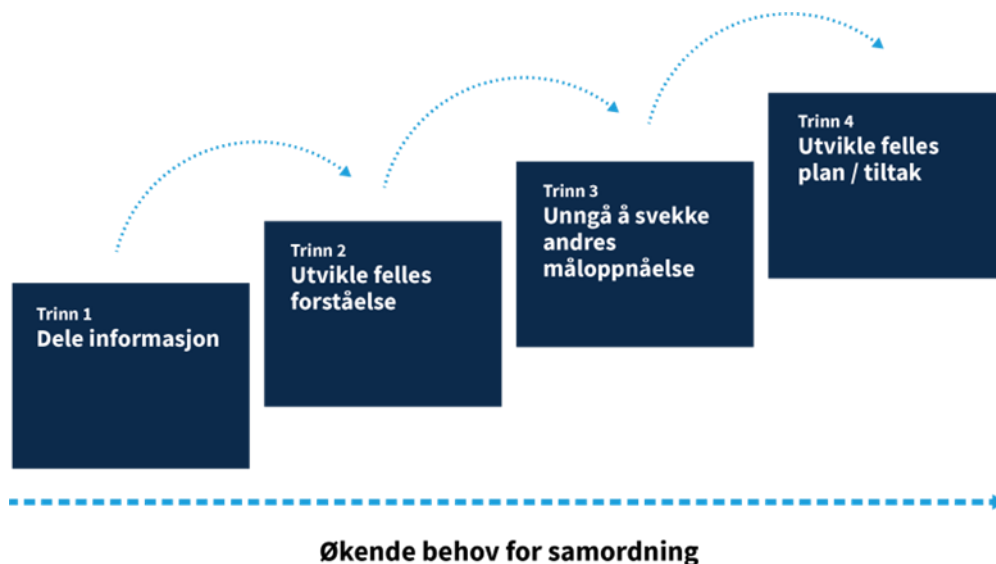 Trinn 1
Dele informasjon
Trinn 2
Utvikle felles
forståelse
Trinn 3
Unngå å svekke
andres
måloppnåelse
Trinn 4
Utvikle felles
plan / tiltak
Økende behov for samordning